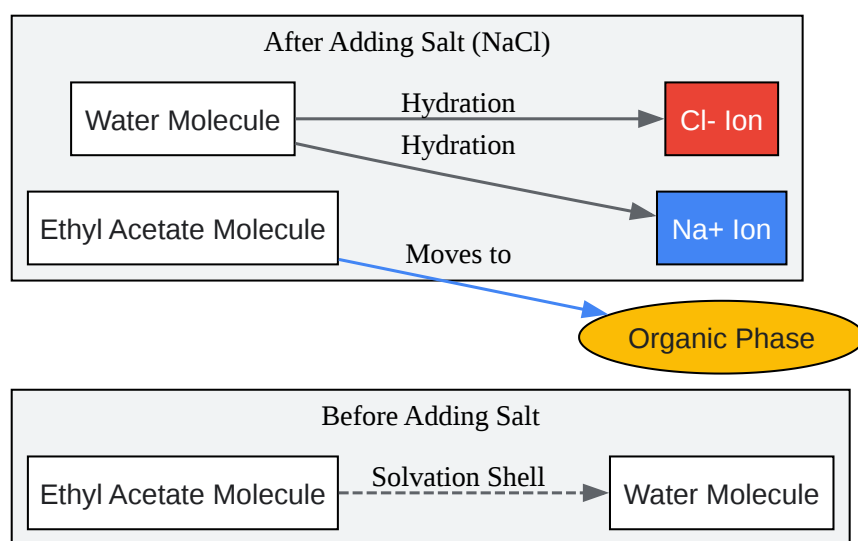 After Adding Salt (NaCl)
Water Molecule
Hydration
Cl- Ion
Hydration
Ethyl Acetate Molecule
Na+ Ion
Moves to
Organic Phase
Before Adding Salt
Ethyl Acetate Molecule
Solvation Shell
Water Molecule